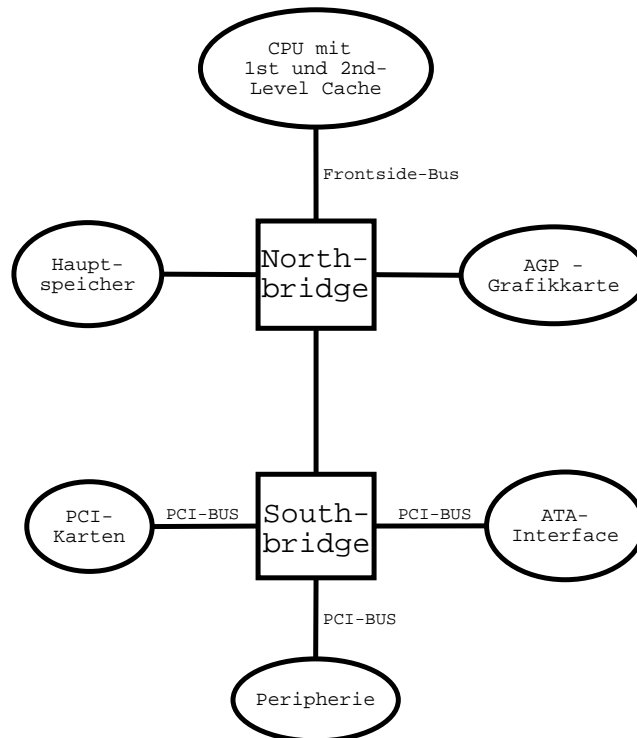 CPU mit
1st und 2nd-
Level Cache
Frontside-Bus
Haupt-
speicher
North-
bridge
AGP -
Grafikkarte
PCI-
Karten
PCI-BUS
South-
bridge
PCI-BUS
ATA-
Interface
PCI-BUS
Peripherie